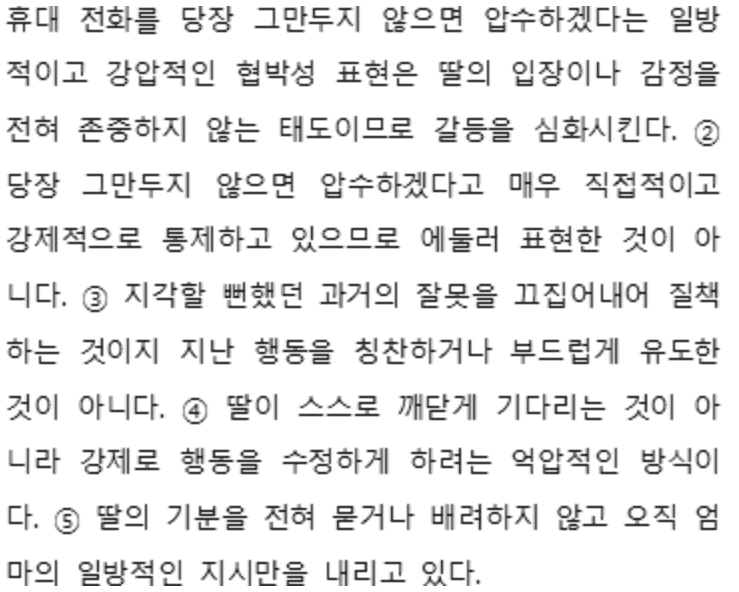 휴대 전화를 당장 그만두지 않으면 압수하겠다는 일방
적이고 강압적인 협박성 표현은 딸의 입장이나 감정을
전혀 존중하지 않는 태도이므로 갈등을 심화시킨다. ②
당장 그만두지 않으면 압수하겠다고 매우 직접적이고
강제적으로 통제하고 있으므로 에둘러 표현한 것이 아
니다. ③ 지각할 뻔했던 과거의 잘못을 끄집어내어 질책
하는 것이지 지난 행동을 칭찬하거나 부드럽게 유도한
것이 아니다. ④ 딸이 스스로 깨닫게 기다리는 것이 아
니라 강제로 행동을 수정하게 하려는 억압적인 방식이
다. ⑤ 딸의 기분을 전혀 묻거나 배려하지 않고 오직 엄
마의 일방적인 지시만을 내리고 있다.